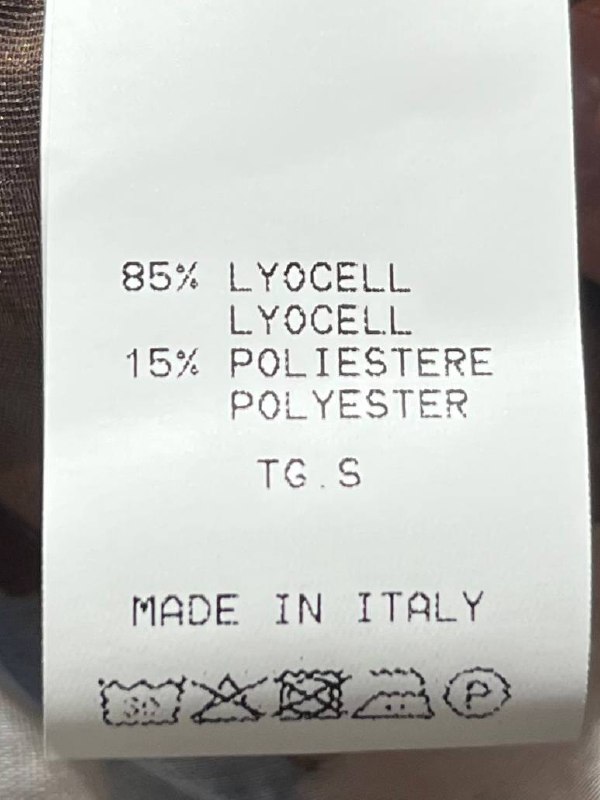 85% LYOCELL
LYOCELL
15% POLIESTERE
POLYESTER
TG.S
MADE IN ITALY
P